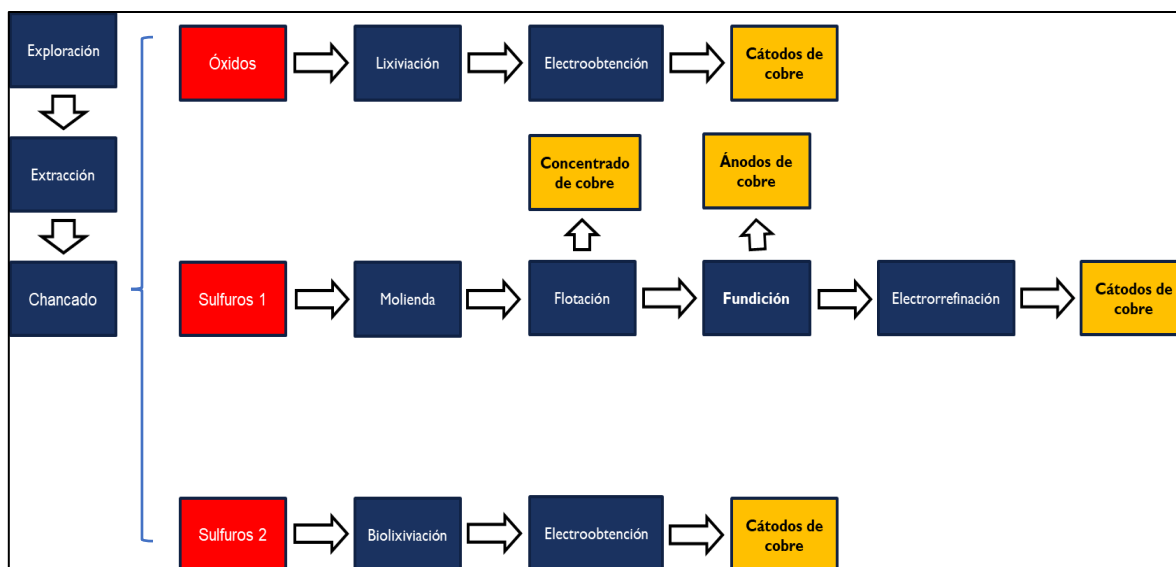 Exploración
Extracción
Chancado
Óxidos
Lixiviación
Electroobtención
Cátodos de
cobre
Concentrado
de cobre
Ánodos de
cobre
Sulfuros 1
Molienda
Flotación
Fundición
Electrorrefinación
Cátodos de
cobre
Sulfuros 2
Biolixiviación
Electroobtención
Cátodos de
cobre